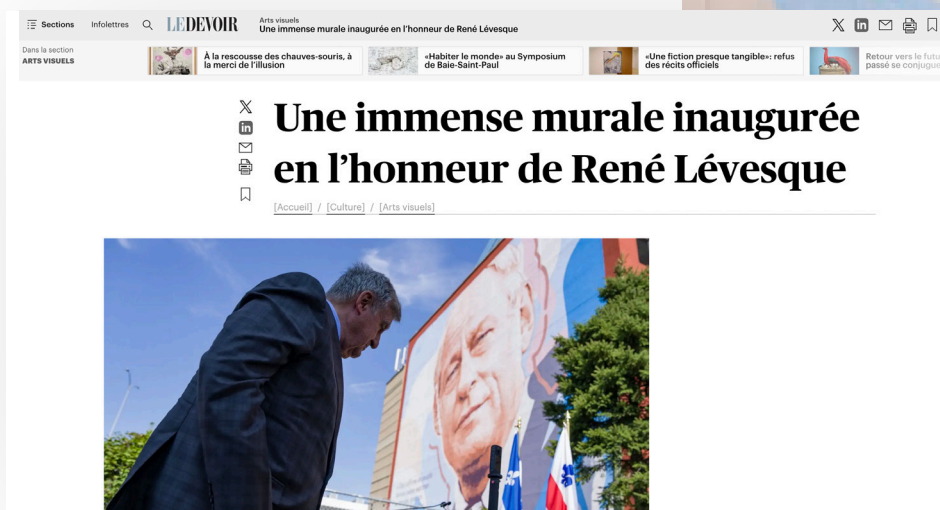 Sections
Infolettres
LE DEVOIR
Arts visuels
Une immense murale inaugurée en l'honneur de René Lévesque
Dans la section
ARTS VISUELS
À la rescousse des chauves-souris, à
la merci de l'illusion
«Habiter le monde» au Symposium
de Baie-Saint-Paul
«Une fiction presque tangible»: refus
des récits officiels
Retour vers le futu
passé se conjugue
Une immense murale inaugurée
en l'honneur de René Lévesque
[Accueil] / [Culture] / [Arts visuels]